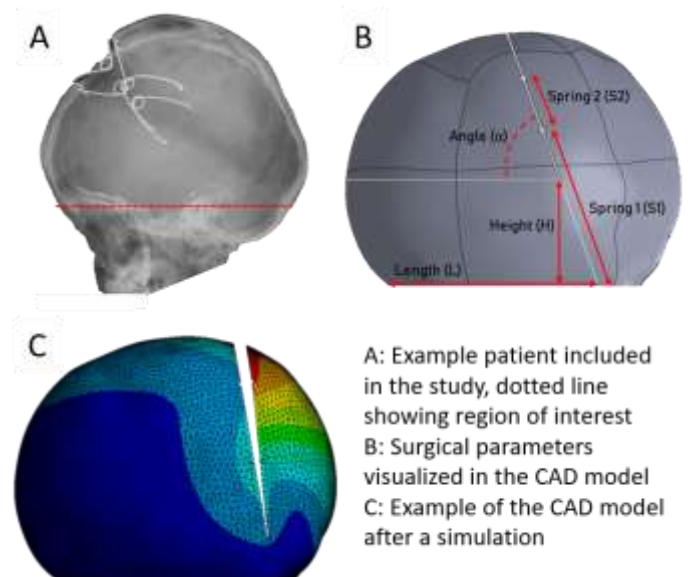 A
B
Spring 2 (S2)
Angle (α)
Spring 1 (S1)
Height (H)
Length (L)
C
A: Example patient included
in the study, dotted line
showing region of interest
B: Surgical parameters
visualized in the CAD model
C: Example of the CAD model
after a simulation